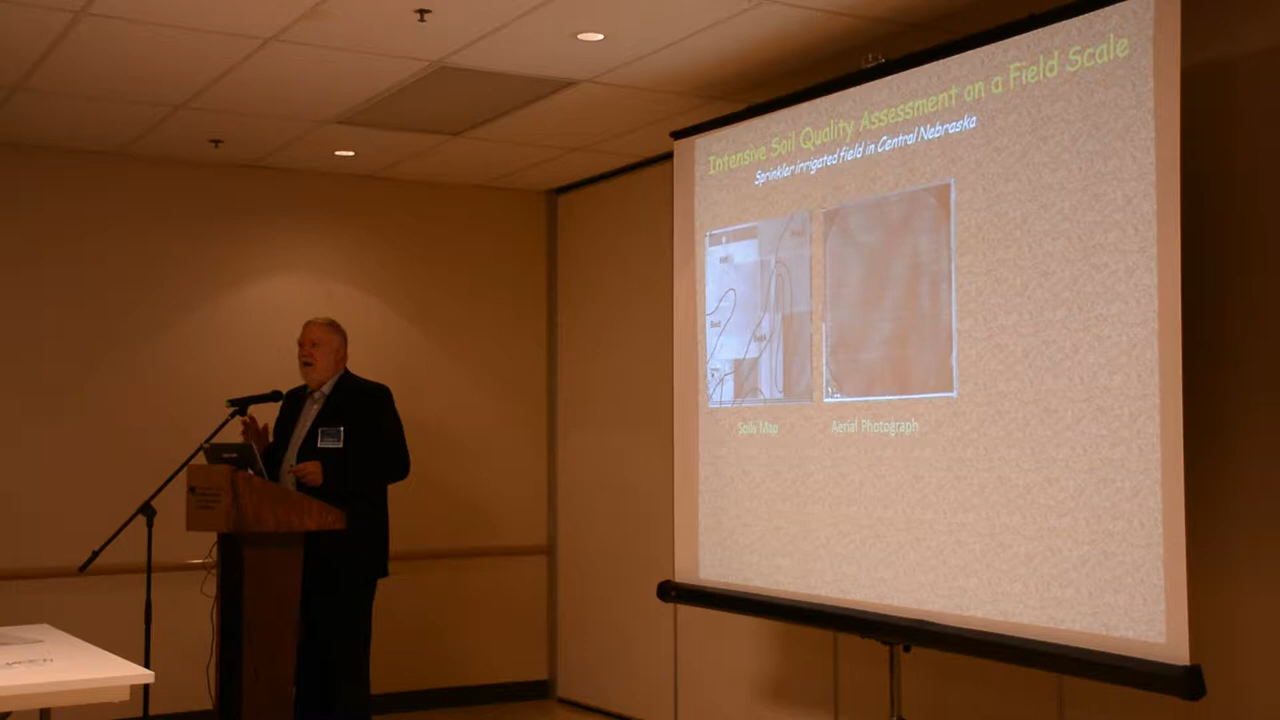 Intensive Soil Quality Assessment on a Field Scale
Sprinkler irrigated field in Central Nebraska
Soils Map
Aerial Photograph